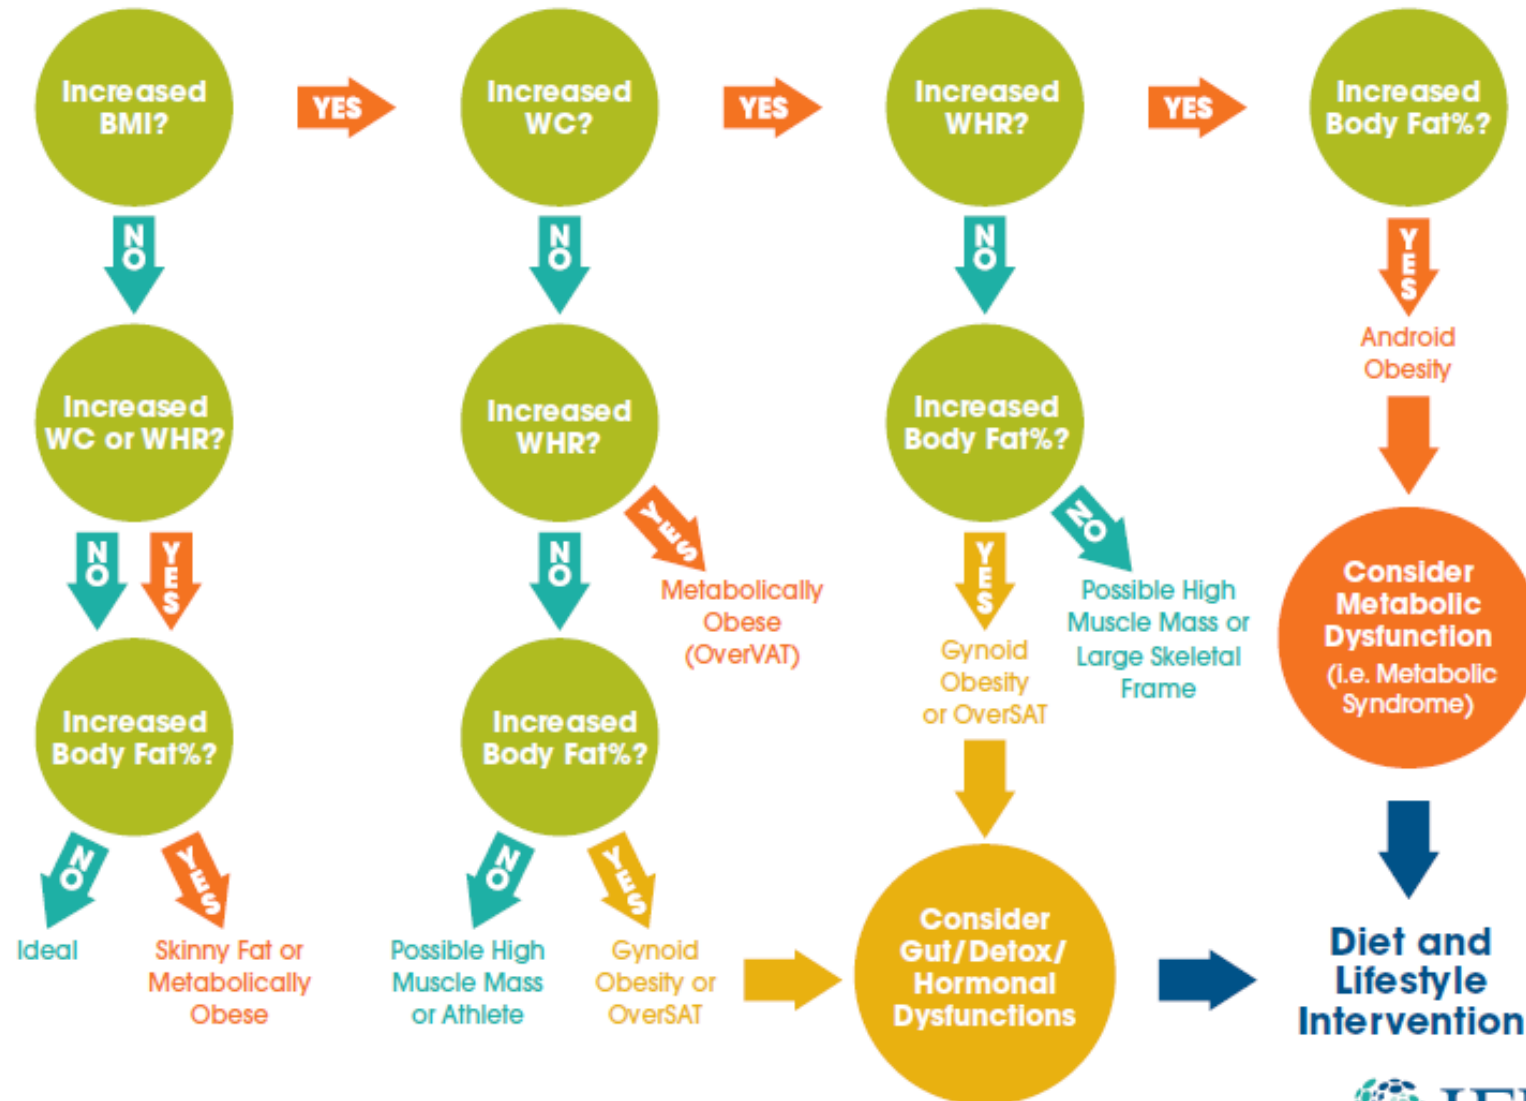 Increased
BMI?
YES
Increased
WC?
YES
Increased
WHR?
YES
Increased
Body Fat%?
NO
NO
NO
YES
Android
Obesity
Increased
WC or WHR?
Increased
WHR?
Increased
Body Fat%?
NO
YES
NO
YES
Metabolically
Obese
(OverVAT)
YES
NO
Gynoid
Obesity
or OverSAT
Possible High
Muscle Mass or
Large Skeletal
Frame
Consider
Metabolic
Dysfunction
(i.e. Metabolic
Syndrome)
Increased
Body Fat%?
Increased
Body Fat%?
NO
YES
NO
YES
Ideal
Skinny Fat or
Metabolically
Obese
Possible High
Muscle Mass
or Athlete
Gynoid
Obesity or
OverSAT
Consider
Gut/Detox/
Hormonal
Dysfunctions
Diet and
Lifestyle
Intervention